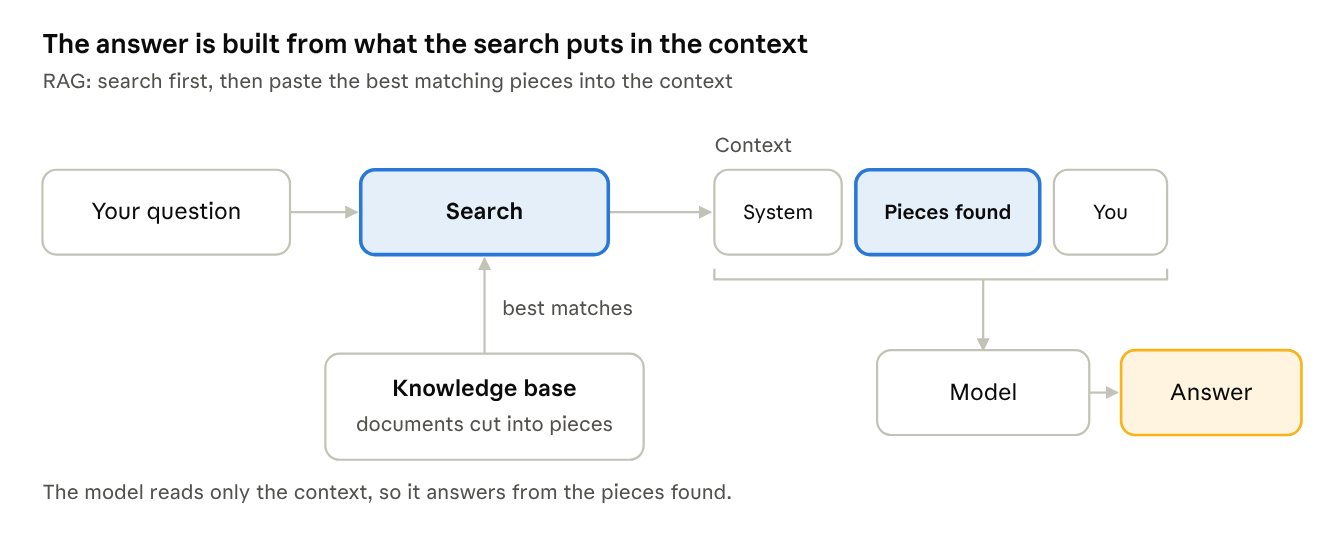 The answer is built from what the search puts in the context
RAG: search first, then paste the best matching pieces into the context
Context
Your question
Search
System
Pieces found
You
best matches
Knowledge base
documents cut into pieces
Model
Answer
The model reads only the context, so it answers from the pieces found.